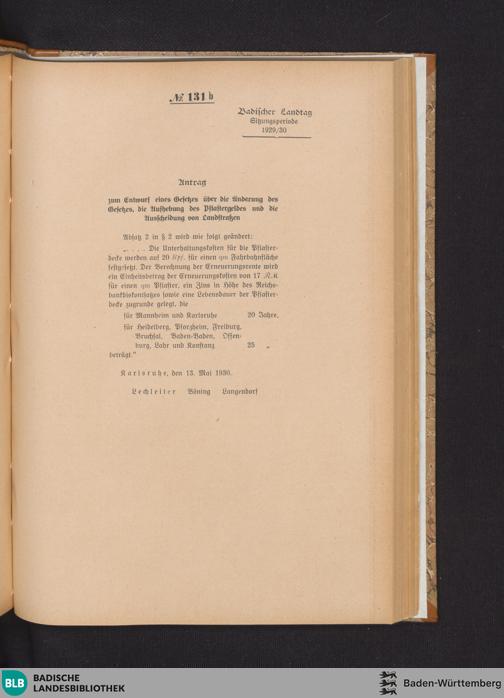 № 131 b
Badischer Landtag
Sitzungsperiode
1929/30
Antrag
zum Entwurf eines Gesetzes über die Änderung des
Gesetzes, die Aufhebung des Pflastergeldes und die
Ausscheidung von Landstraßen
Absatz 2 in § 2 wird wie folgt geändert:
„. . . . Die Unterhaltungskosten für die Pflaster-
decke werden auf 20 Rpf. für einen qm Fahrbahnfläche
festgesetzt. Der Berechnung der Erneuerungsrente wird
ein Einheitsbetrag der Erneuerungskosten von 17 R.M
für einen qm Pflaster, ein Zins in Höhe des Reichs-
bankdiskontsatzes sowie eine Lebensdauer der Pflaster-
decke zugrunde gelegt, die
für Mannheim und Karlsruhe 20 Jahre,
für Heidelberg, Pforzheim, Freiburg,
Bruchsal, Baden-Baden, Offen-
burg, Lahr und Konstanz 25 „
beträgt.“
Karlsruhe, den 13. Mai 1930.
Lechleiter Böning Langendorf
BLB BADISCHE
LANDESBIBLIOTHEK
Baden-Württemberg